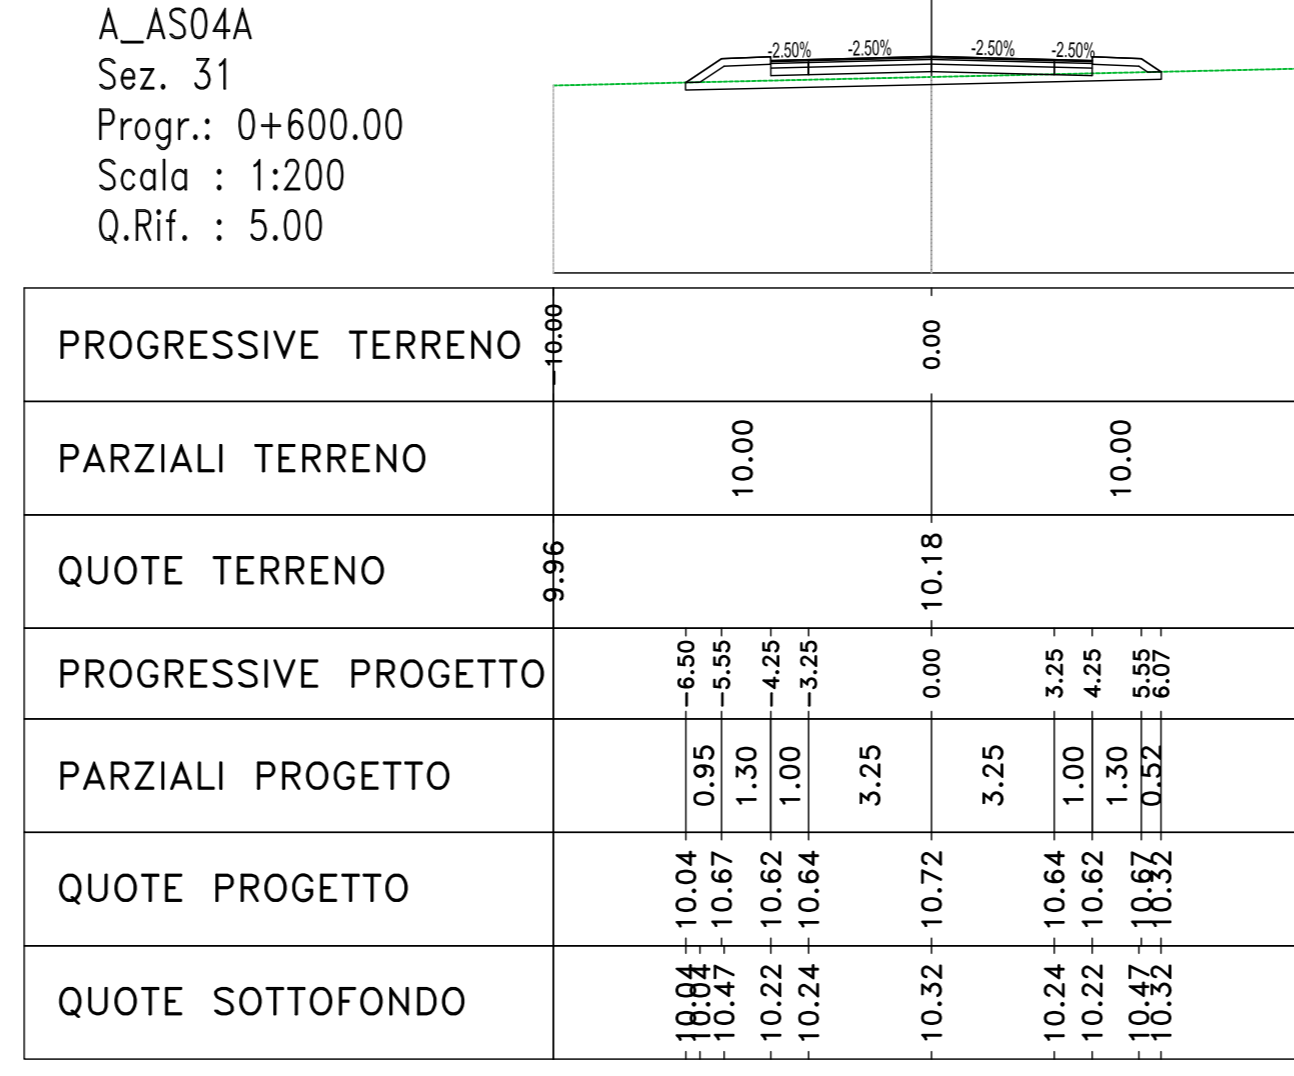 A_AS04A
Sez. 31
Progr.: 0+600.00
Scala : 1:200
Q.Rif. : 5.00
-2.50% -2.50% -2.50% -2.50%
PROGRESSIVE TERRENO -10.00 0.00
PARZIALI TERRENO 10.00 10.00
QUOTE TERRENO 9.96 10.18
PROGRESSIVE PROGETTO -6.50 -5.55 -4.25 -3.25 0.00 3.25 4.25 5.55 6.07
PARZIALI PROGETTO 0.95 1.30 1.00 3.25 3.25 1.00 1.30 0.52
QUOTE PROGETTO 10.04 10.67 10.62 10.64 10.72 10.64 10.62 10.67 10.32
QUOTE SOTTOFONDO 10.04 10.04 10.47 10.22 10.24 10.32 10.24 10.22 10.47 10.32